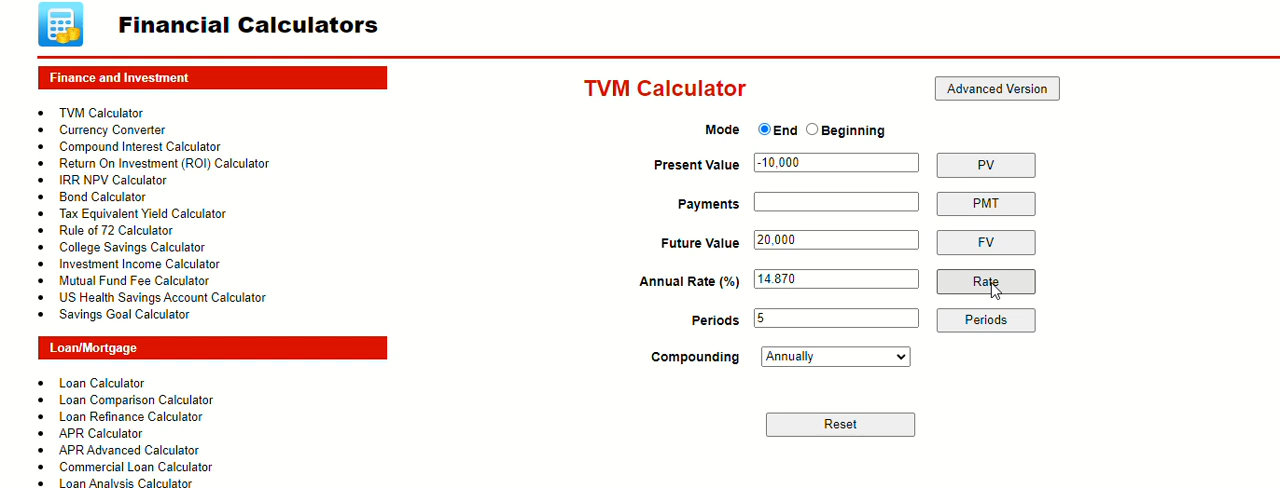 Financial Calculators
Finance and Investment
TVM Calculator
Currency Converter
Compound Interest Calculator
Return On Investment (ROI) Calculator
IRR NPV Calculator
Bond Calculator
Tax Equivalent Yield Calculator
Rule of 72 Calculator
College Savings Calculator
Investment Income Calculator
Mutual Fund Fee Calculator
US Health Savings Account Calculator
Savings Goal Calculator
Loan/Mortgage
Loan Calculator
Loan Comparison Calculator
Loan Refinance Calculator
APR Calculator
APR Advanced Calculator
Commercial Loan Calculator
Loan Analysis Calculator
TVM Calculator Advanced Version
Mode End Beginning
Present Value -10,000 PV
Payments PMT
Future Value 20,000 FV
Annual Rate (%) 14.870 Rate
Periods 5 Periods
Compounding Annually
Reset